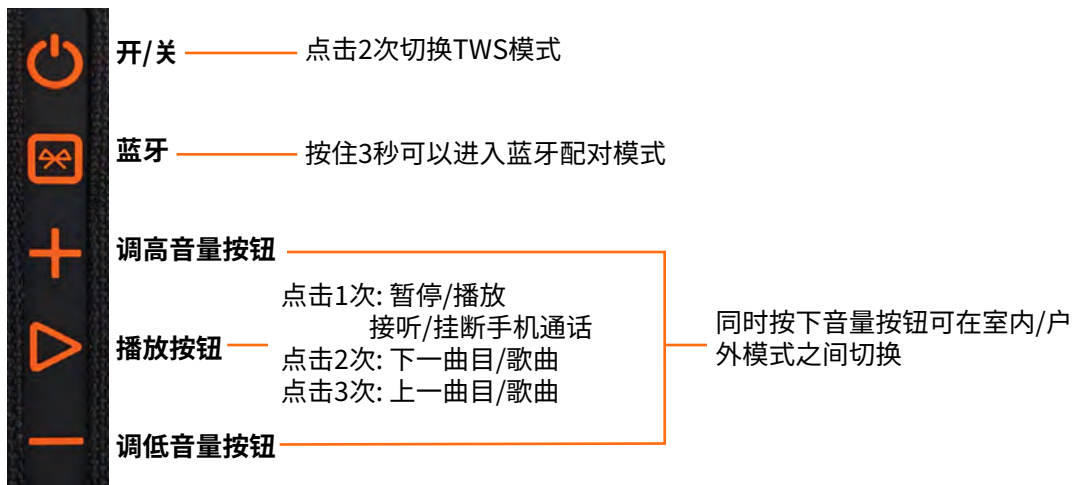 开/关
点击2次切换TWS模式
蓝牙
按住3秒可以进入蓝牙配对模式
调高音量按钮
点击1次: 暂停/播放
接听/挂断手机通话
播放按钮
点击2次: 下一曲目/歌曲
点击3次: 上一曲目/歌曲
同时按下音量按钮可在室内/户
外模式之间切换
调低音量按钮